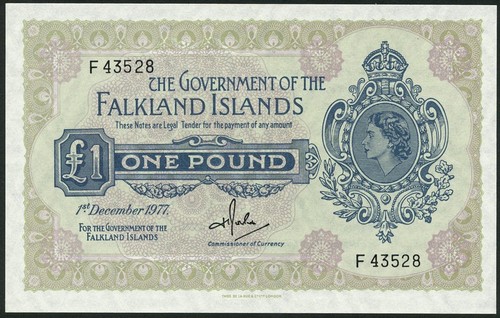 F 43528
THE GOVERNMENT OF THE
FALKLAND ISLANDS
These Notes are Legal Tender for the payment of any amount
£1 ONE POUND
1st December 1977.
FOR THE GOVERNMENT OF THE
FALKLAND ISLANDS
Commissioner of Currency
F 43528